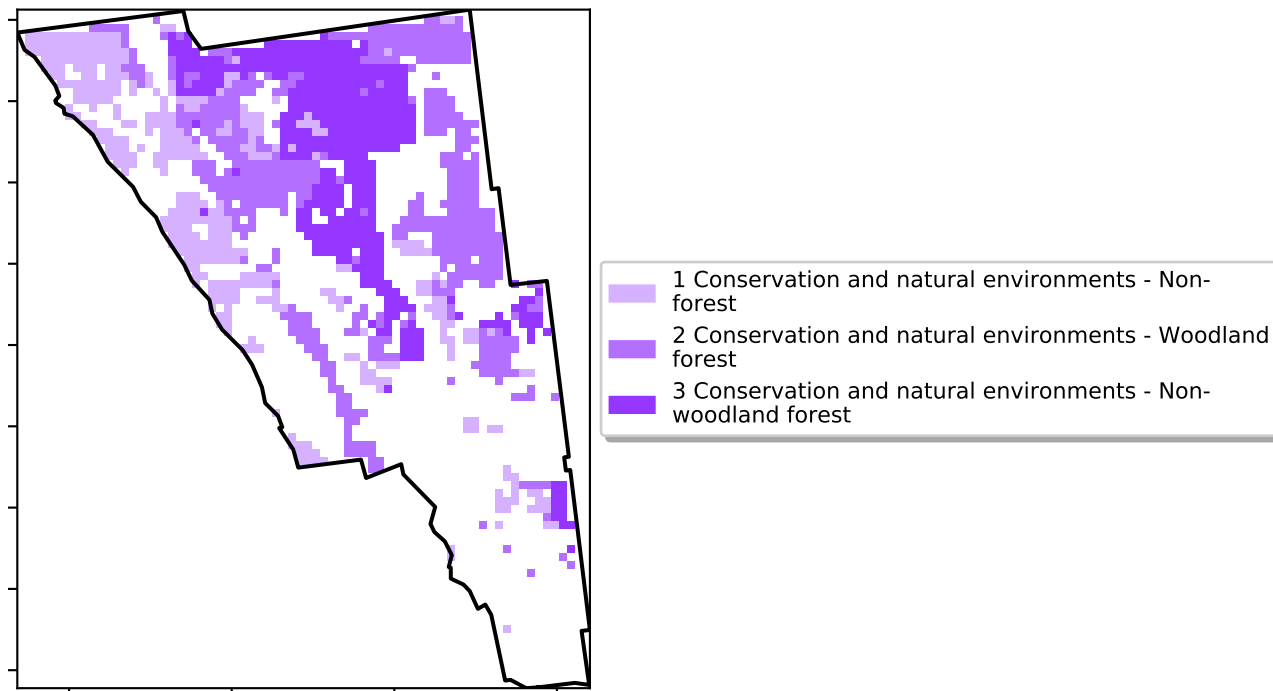 1 Conservation and natural environments - Non-
forest
2 Conservation and natural environments - Woodland
forest
3 Conservation and natural environments - Non-
woodland forest